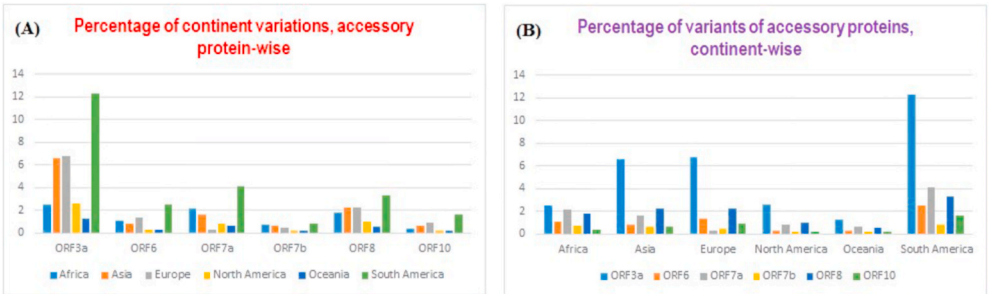 (A)
Percentage of continent variations, accessory
protein-wise
14
12
10
8
6
4
2
0
ORF3a ORF6 ORF7a ORF7b ORF8 ORF10
Africa Asia Europe North America Oceania South America
(B)
Percentage of variants of accessory proteins,
continent-wise
14
12
10
8
6
4
2
0
Africa Asia Europe North America Oceania South America
ORF3a ORF6 ORF7a ORF7b ORF8 ORF10